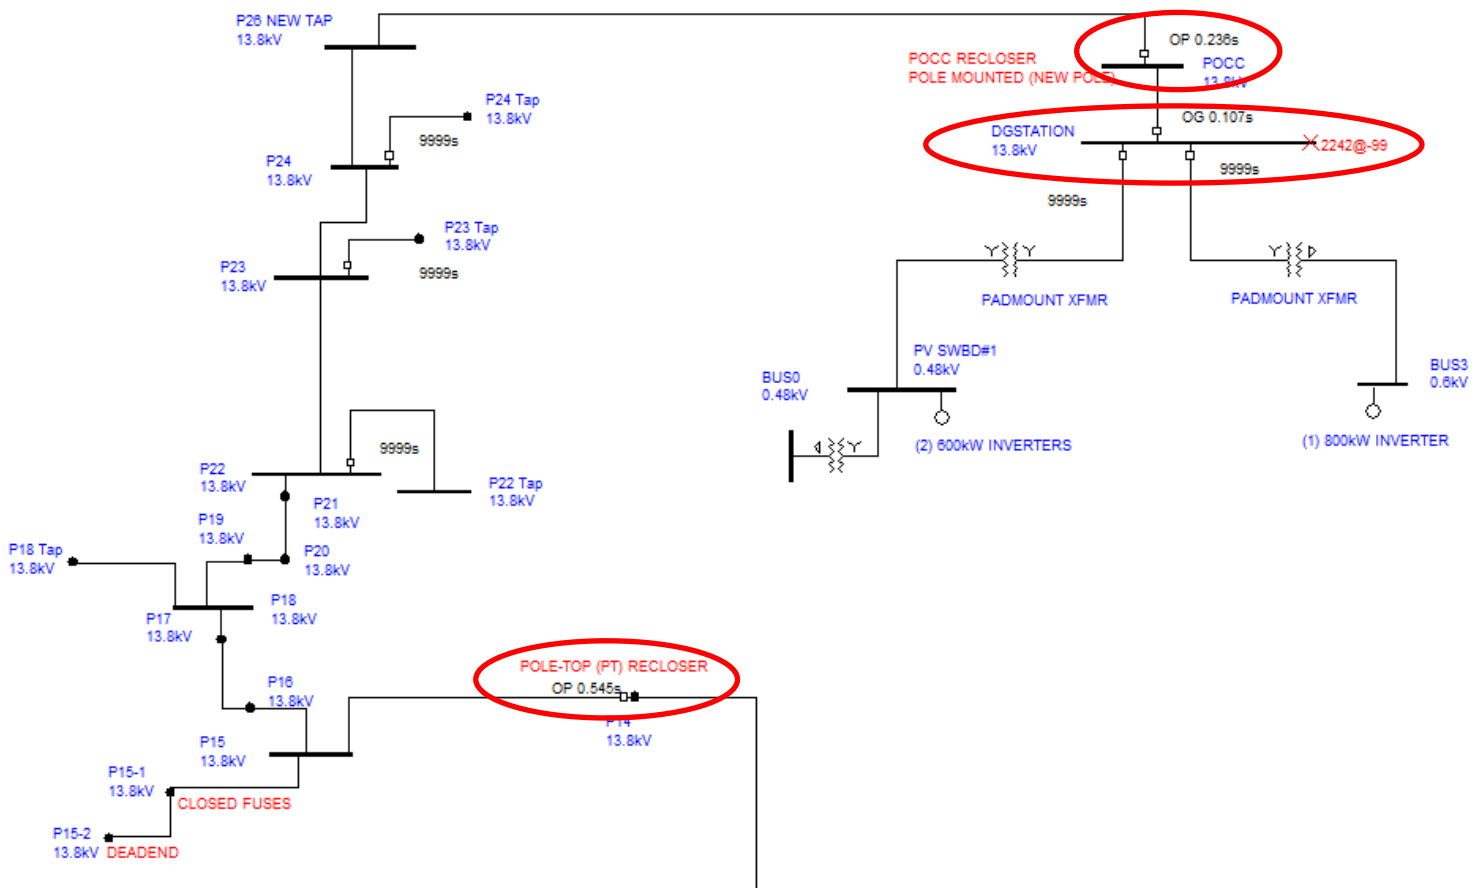 P26 NEW TAP
13.8kV
OP 0.236s
POCC RECLOSER
POLE MOUNTED (NEW POLE)
POCC
13.8kV
P24 Tap
13.8kV
9999s
P24
13.8kV
OG 0.107s
DGSTATION
13.8kV
2242@-99
9999s
9999s
P23 Tap
13.8kV
P23
13.8kV
9999s
PADMOUNT XFMR
PADMOUNT XFMR
PV SWBD#1
0.48kV
BUS0
0.48kV
BUS3
0.6kV
(2) 600kW INVERTERS
(1) 800kW INVERTER
9999s
P22
13.8kV
P22 Tap
13.8kV
P21
13.8kV
P19
13.8kV
P20
13.8kV
P18 Tap
13.8kV
P18
13.8kV
P17
13.8kV
POLE-TOP (PT) RECLOSER
OP 0.545s
P14
13.8kV
P16
13.8kV
P15
13.8kV
P15-1
13.8kV
CLOSED FUSES
P15-2
13.8kV DEADEND